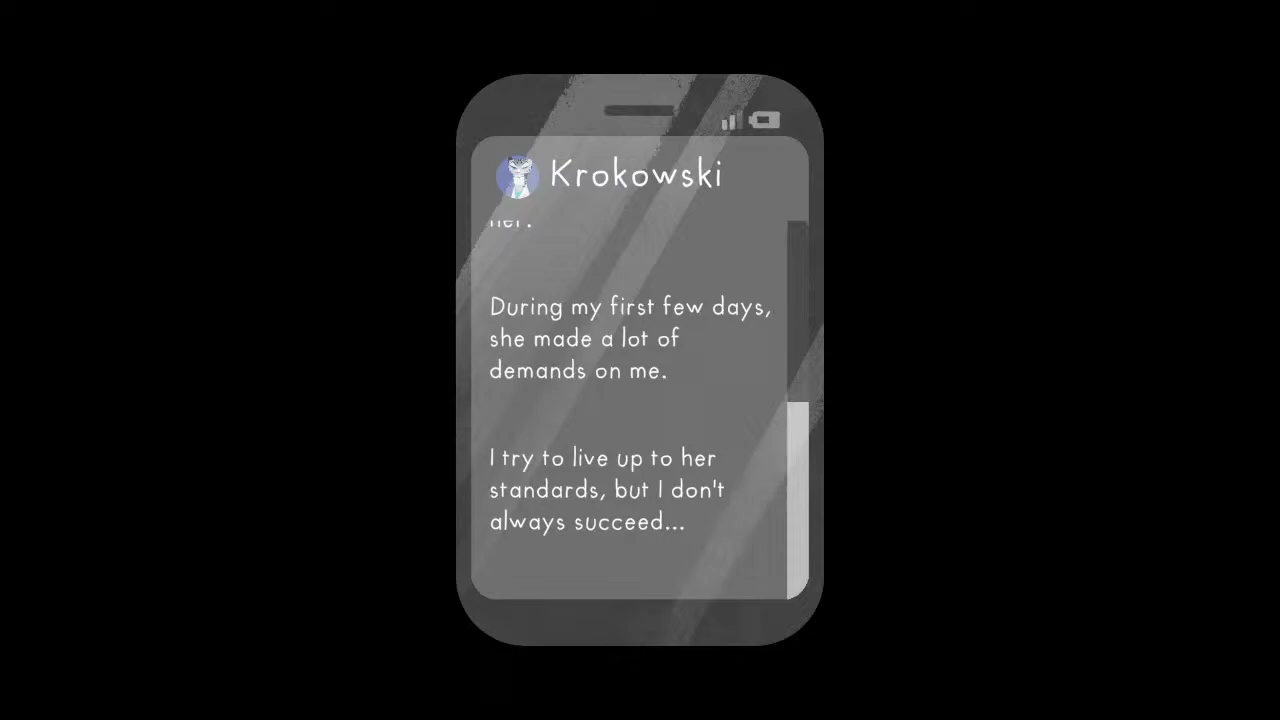 Krokowski
her.
During my first few days,
she made a lot of
demands on me.
I try to live up to her
standards, but I don't
always succeed...